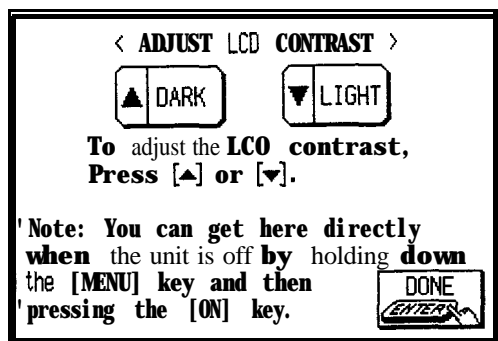 < ADJUST LCD CONTRAST >
▲ DARK ▼ LIGHT
To adjust the LCO contrast,
Press [▲] or [▼].
'Note: You can get here directly
when the unit is off by holding down
the [MENU] key and then
'pressing the [ON] key.
DONE
ENTER